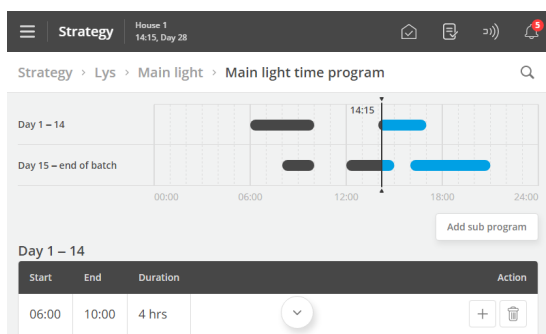 Strategy
House 1
14:15, Day 28
5
Strategy > Lys > Main light > Main light time program
14:15
Day 1 – 14
Day 15 – end of batch
00:00 06:00 12:00 18:00 24:00
Add sub program
Day 1 – 14
Start End Duration Action
06:00 10:00 4 hrs